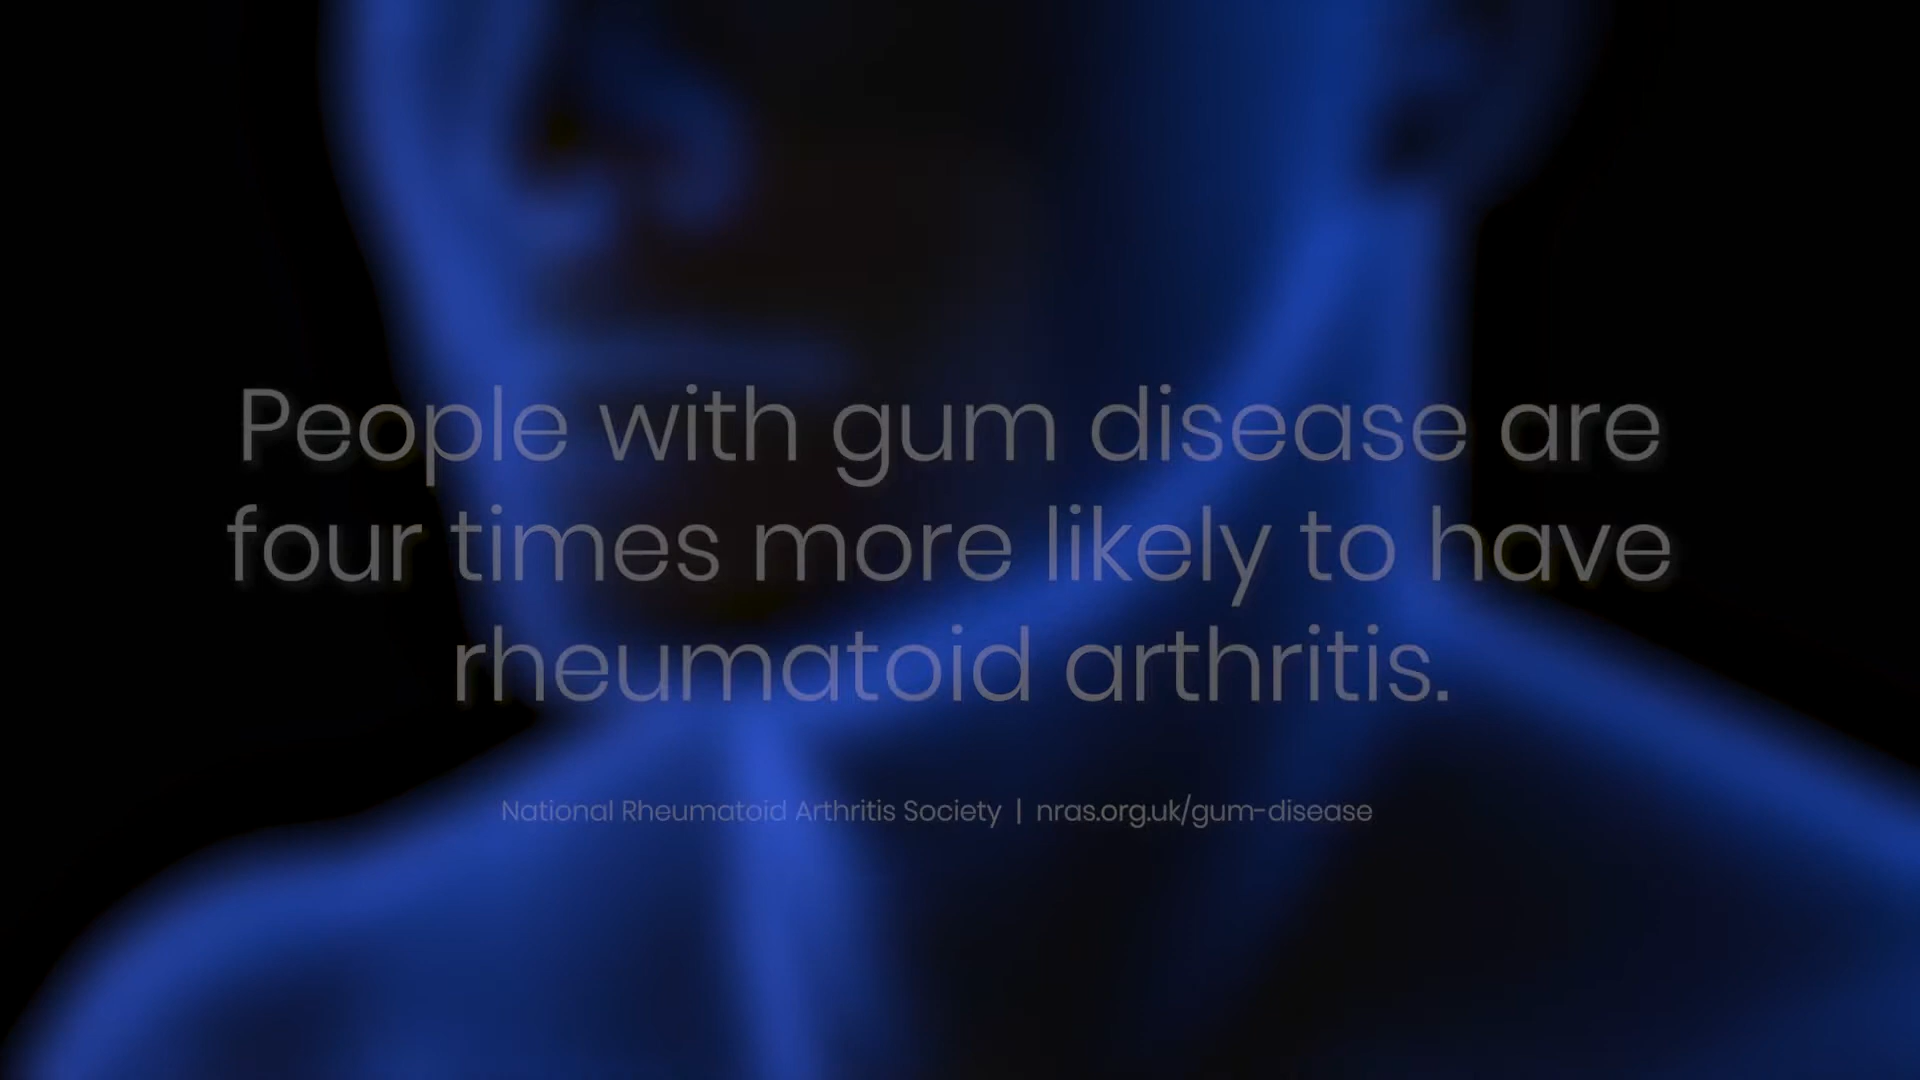 People with gum disease are
four times more likely to have
rheumatoid arthritis.
National Rheumatoid Arthritis Society | nras.org.uk/gum-disease